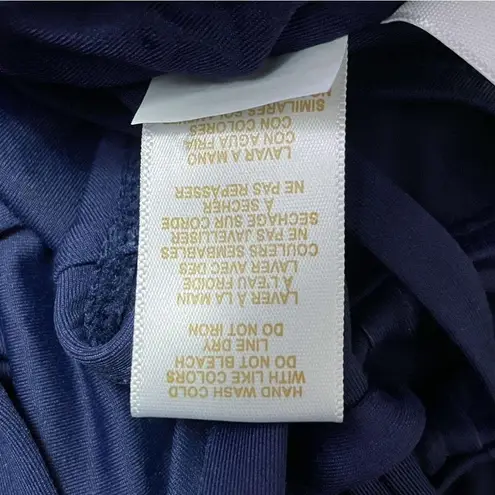 HAND WASH COLD
WITH LIKE COLORS
DO NOT BLEACH
LINE DRY
DO NOT IRON
LAVER À LA MAIN
À L'EAU FROIDE
LAVER AVEC DES
COULERS SEMBABLES
NE PAS JAVELLISER
SECHAGE SUR CORDE
À SECHER
NE PAS REPASSER
LAVAR A MANO
CON AGUA FRIA
CON COLORES
SIMILARES